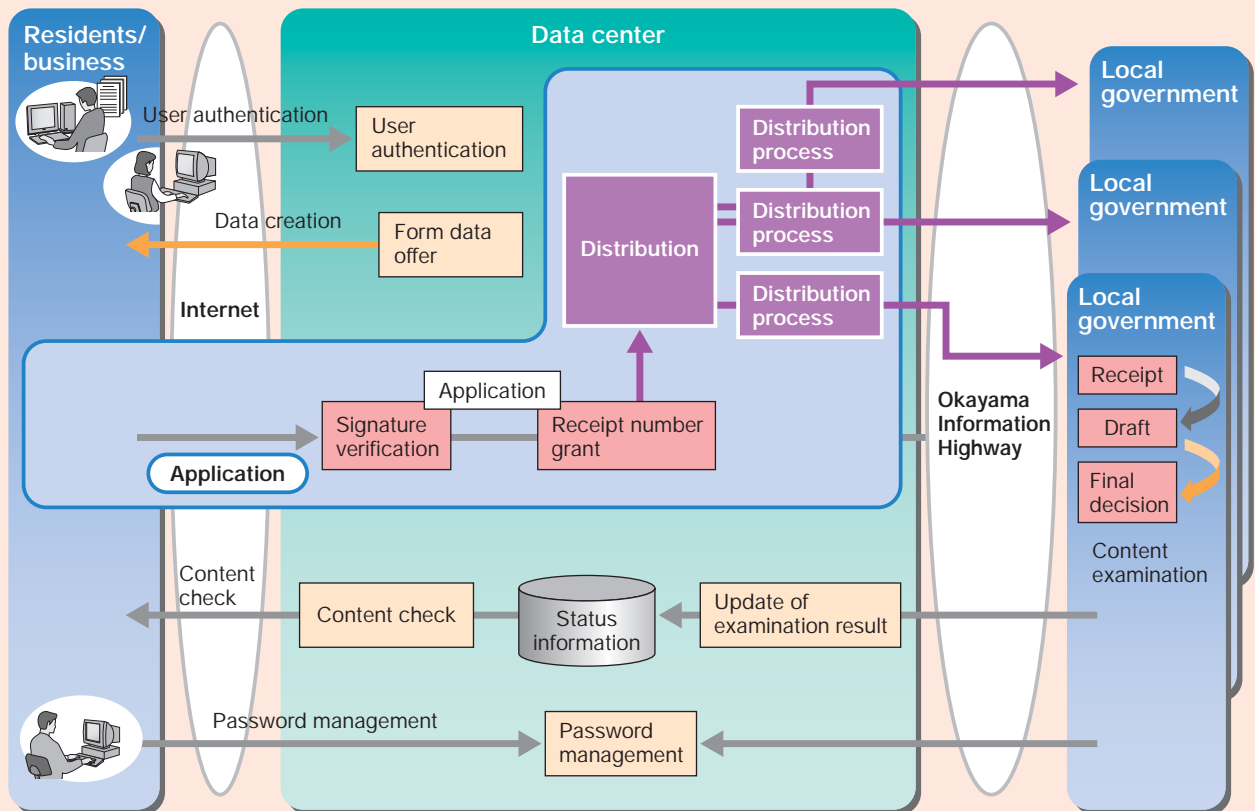 Residents/
business
Data center
Local
government
Local
government
Local
government
User authentication
User
authentication
Distribution
process
Distribution
process
Distribution
process
Distribution
Data creation
Form data
offer
Internet
Application
Signature
verification
Receipt number
grant
Application
Okayama
Information
Highway
Receipt
Draft
Final
decision
Content
examination
Content
check
Content check
Status
information
Update of
examination result
Password management
Password
management